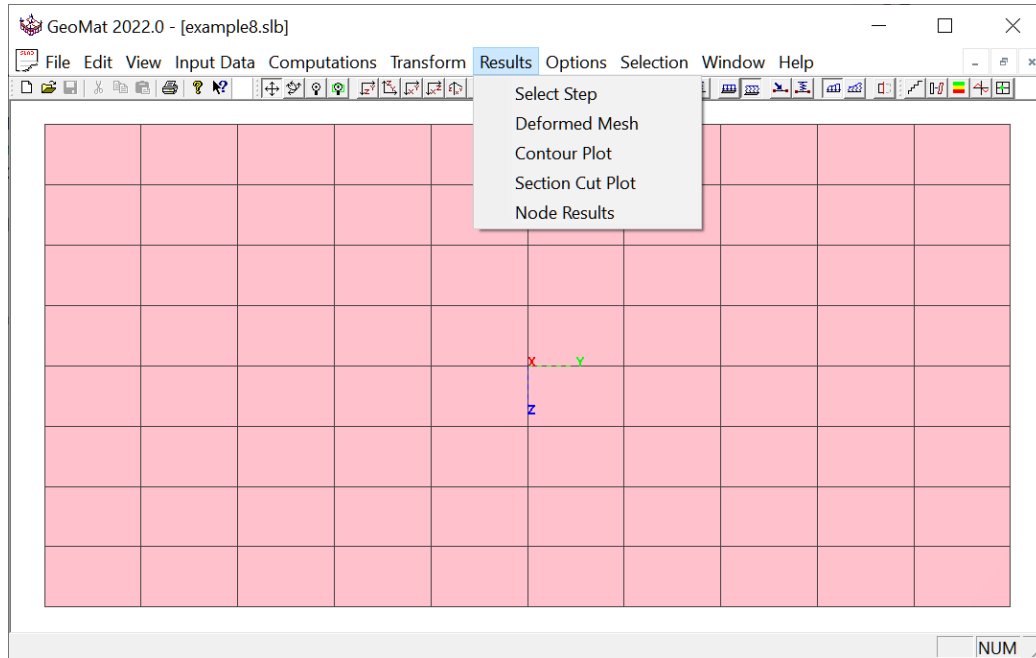 GeoMat 2022.0 - [example8.slb]
File Edit View Input Data Computations Transform Results Options Selection Window Help
Select Step
Deformed Mesh
Contour Plot
Section Cut Plot
Node Results
X Y
Z
NUM